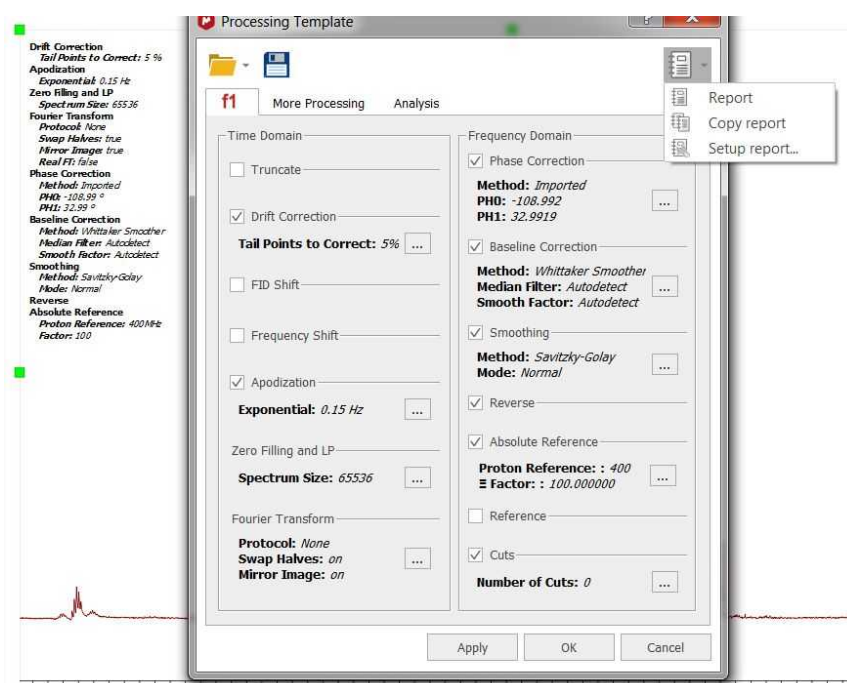 Drift Correction
Tail Points to Correct: 5 %
Apodization
Exponential: 0.15 Hz
Zero Filling and LP
Spectrum Size: 65536
Fourier Transform
Protocol: None
Swap Halves: true
Mirror Image: true
Real FT: false
Phase Correction
Method: Imported
PH0: -108.99 º
PH1: 32.99 º
Baseline Correction
Method: Whittaker Smoother
Median Filter: Autodetect
Smooth Factor: Autodetect
Smoothing
Method: Savitzky-Golay
Mode: Normal
Reverse
Absolute Reference
Proton Reference: 400MHz
Factor: 100
Processing Template
Report
Copy report
Setup report...
f1 More Processing Analysis
Time Domain
Truncate
Drift Correction
Tail Points to Correct: 5% ...
FID Shift
Frequency Shift
Apodization
Exponential: 0.15 Hz ...
Zero Filling and LP
Spectrum Size: 65536 ...
Fourier Transform
Protocol: None
Swap Halves: on ...
Mirror Image: on
Frequency Domain
Phase Correction
Method: Imported
PH0: -108.992 ...
PH1: 32.9919
Baseline Correction
Method: Whittaker Smoother
Median Filter: Autodetect ...
Smooth Factor: Autodetect
Smoothing
Method: Savitzky-Golay
Mode: Normal ...
Reverse
Absolute Reference
Proton Reference: : 400
Ξ Factor: : 100.000000 ...
Reference
Cuts
Number of Cuts: 0 ...
Apply OK Cancel